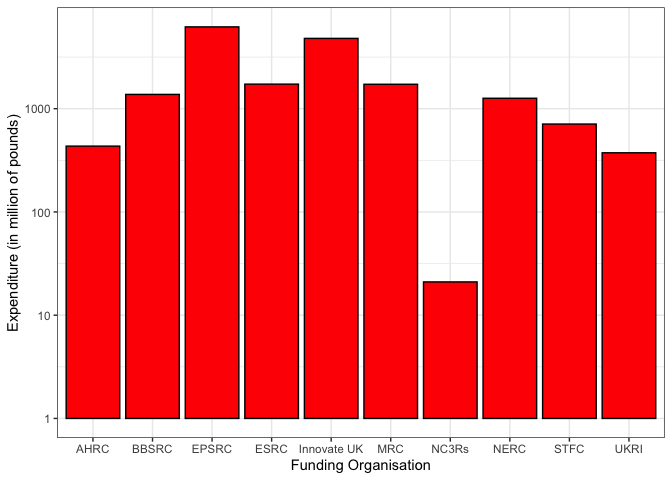 Expenditure (in million of pounds)
1000
100
10
1
AHRC BBSRC EPSRC ESRC Innovate UK MRC NC3Rs NERC STFC UKRI
Funding Organisation